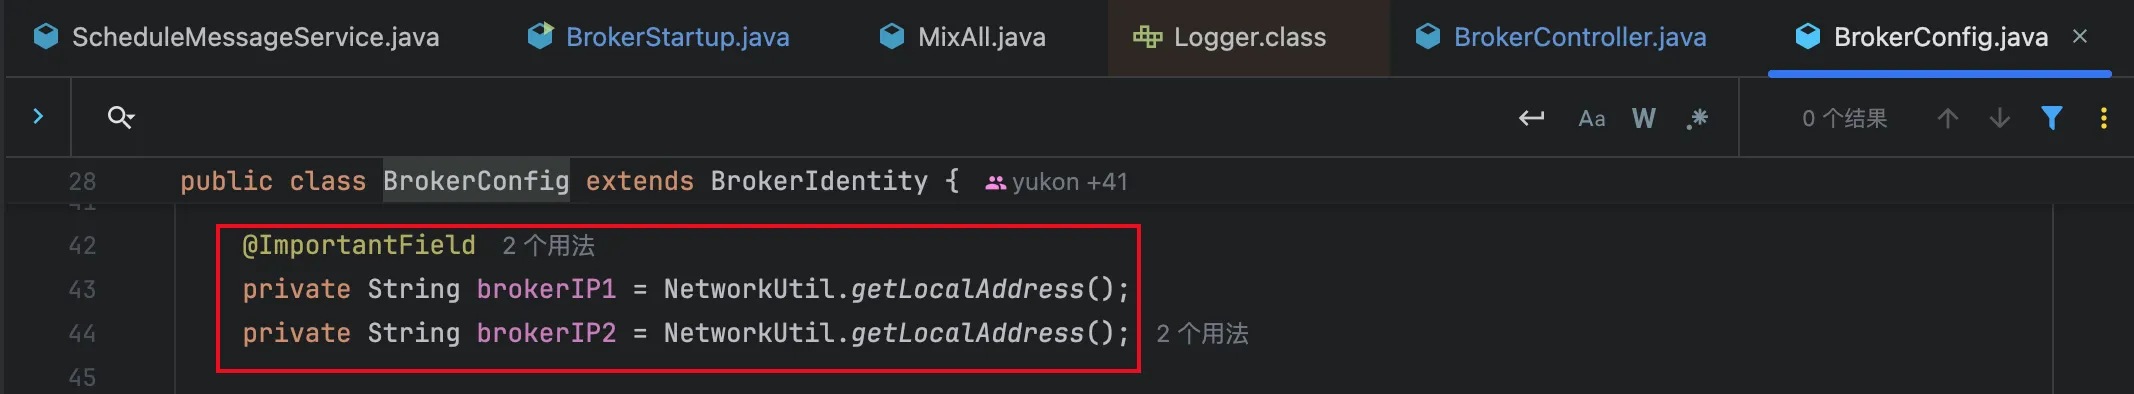 ScheduleMessageService.java BrokerStartup.java MixAll.java Logger.class BrokerController.java BrokerConfig.java ×
Aa W .* 0 个结果
28 public class BrokerConfig extends BrokerIdentity { yukon +41
41
42 @ImportantField 2 个用法
43 private String brokerIP1 = NetworkUtil.getLocalAddress();
44 private String brokerIP2 = NetworkUtil.getLocalAddress(); 2 个用法
45